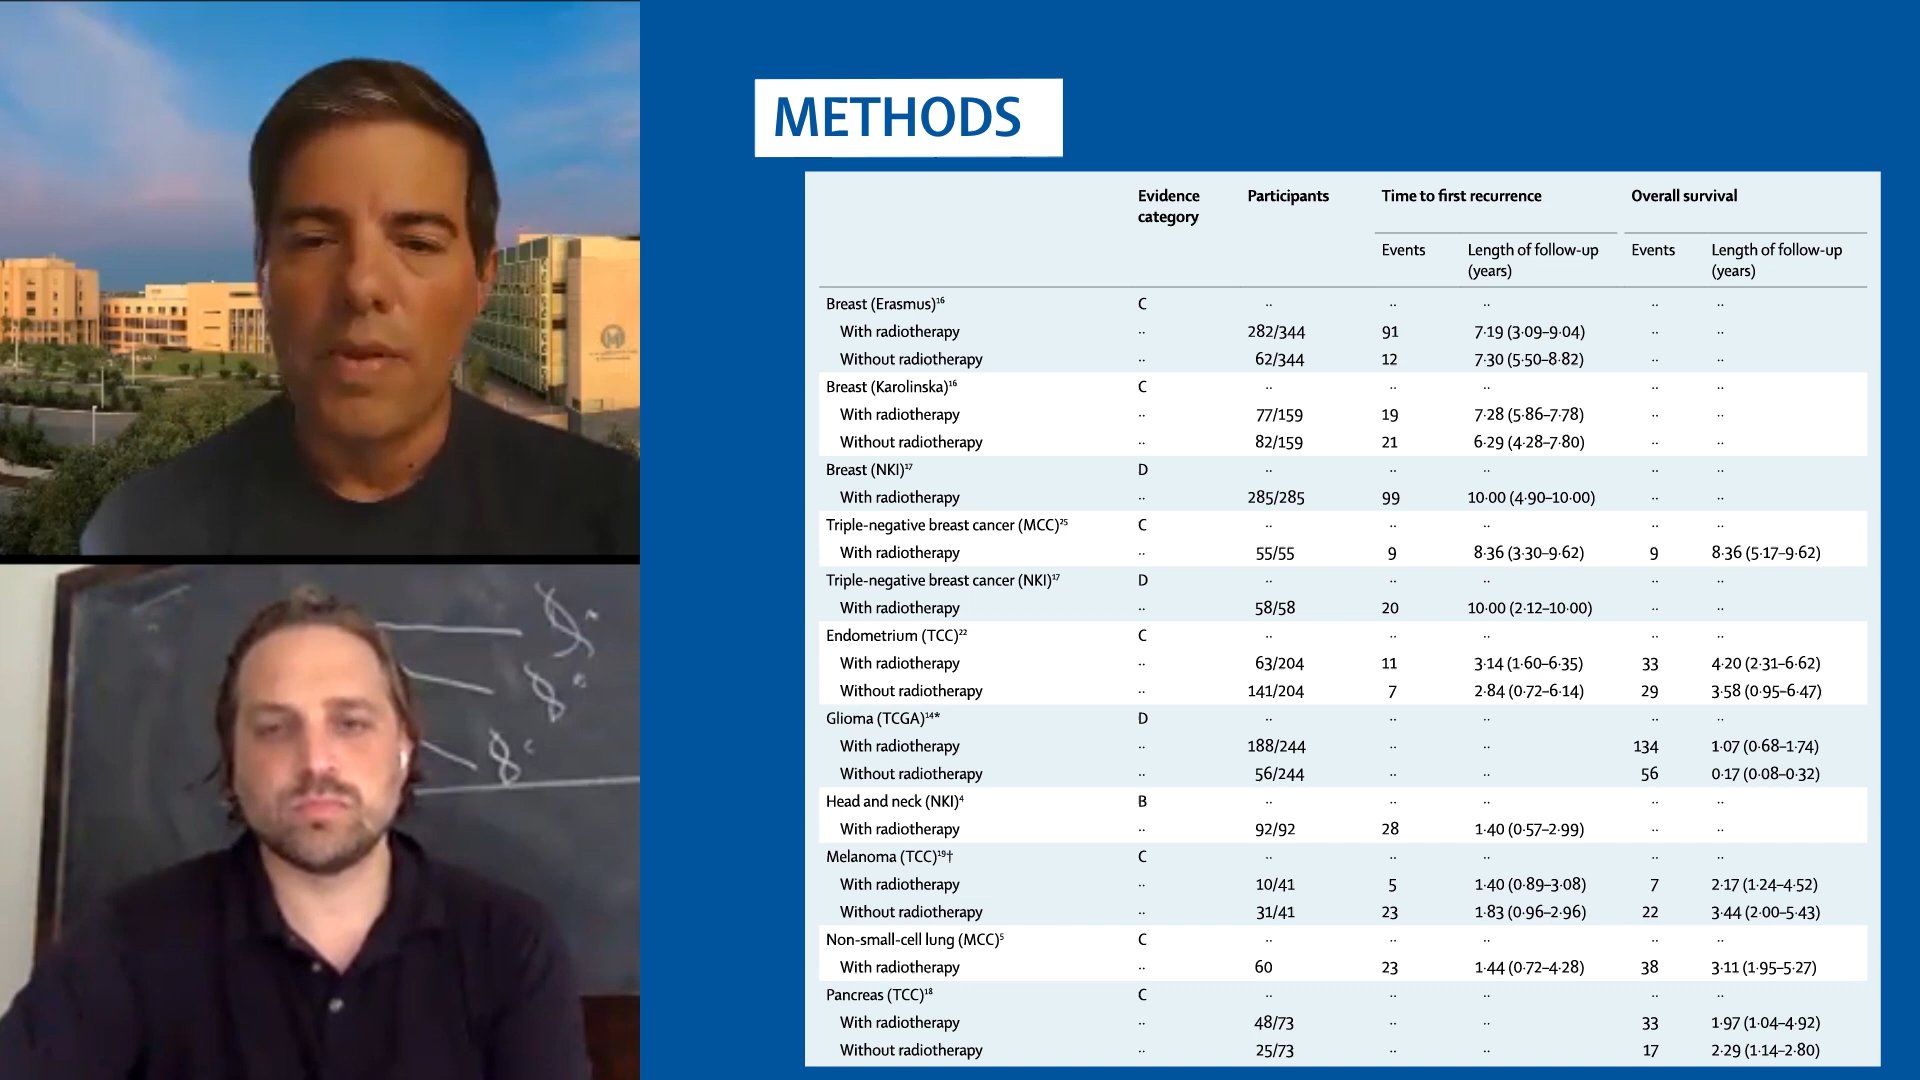 METHODS
Evidence category Participants Time to first recurrence Overall survival
Events Length of follow-up (years) Events Length of follow-up (years)
Breast (Erasmus)¹⁶ C ·· ·· ·· ·· ··
With radiotherapy ·· 282/344 91 7·19 (3·09–9·04) ·· ··
Without radiotherapy ·· 62/344 12 7·30 (5·50–8·82) ·· ··
Breast (Karolinska)¹⁶ C ·· ·· ·· ·· ··
With radiotherapy ·· 77/159 19 7·28 (5·86–7·78) ·· ··
Without radiotherapy ·· 82/159 21 6·29 (4·28–7·80) ·· ··
Breast (NKI)¹⁷ D ·· ·· ·· ·· ··
With radiotherapy ·· 285/285 99 10·00 (4·90–10·00) ·· ··
Triple-negative breast cancer (MCC)²⁵ C ·· ·· ·· ·· ··
With radiotherapy ·· 55/55 9 8·36 (3·30–9·62) 9 8·36 (5·17–9·62)
Triple-negative breast cancer (NKI)¹⁷ D ·· ·· ·· ·· ··
With radiotherapy ·· 58/58 20 10·00 (2·12–10·00) ·· ··
Endometrium (TCC)²² C ·· ·· ·· ·· ··
With radiotherapy ·· 63/204 11 3·14 (1·60–6·35) 33 4·20 (2·31–6·62)
Without radiotherapy ·· 141/204 7 2·84 (0·72–6·14) 29 3·58 (0·95–6·47)
Glioma (TCGA)¹⁴* D ·· ·· ·· ·· ··
With radiotherapy ·· 188/244 ·· ·· 134 1·07 (0·68–1·74)
Without radiotherapy ·· 56/244 ·· ·· 56 0·17 (0·08–0·32)
Head and neck (NKI)⁴ B ·· ·· ·· ·· ··
With radiotherapy ·· 92/92 28 1·40 (0·57–2·99) ·· ··
Melanoma (TCC)¹⁹† C ·· ·· ·· ·· ··
With radiotherapy ·· 10/41 5 1·40 (0·89–3·08) 7 2·17 (1·24–4·52)
Without radiotherapy ·· 31/41 23 1·83 (0·96–2·96) 22 3·44 (2·00–5·43)
Non-small-cell lung (MCC)⁵ C ·· ·· ·· ·· ··
With radiotherapy ·· 60 23 1·44 (0·72–4·28) 38 3·11 (1·95–5·27)
Pancreas (TCC)¹⁸ C ·· ·· ·· ·· ··
With radiotherapy ·· 48/73 ·· ·· 33 1·97 (1·04–4·92)
Without radiotherapy ·· 25/73 ·· ·· 17 2·29 (1·14–2·80)